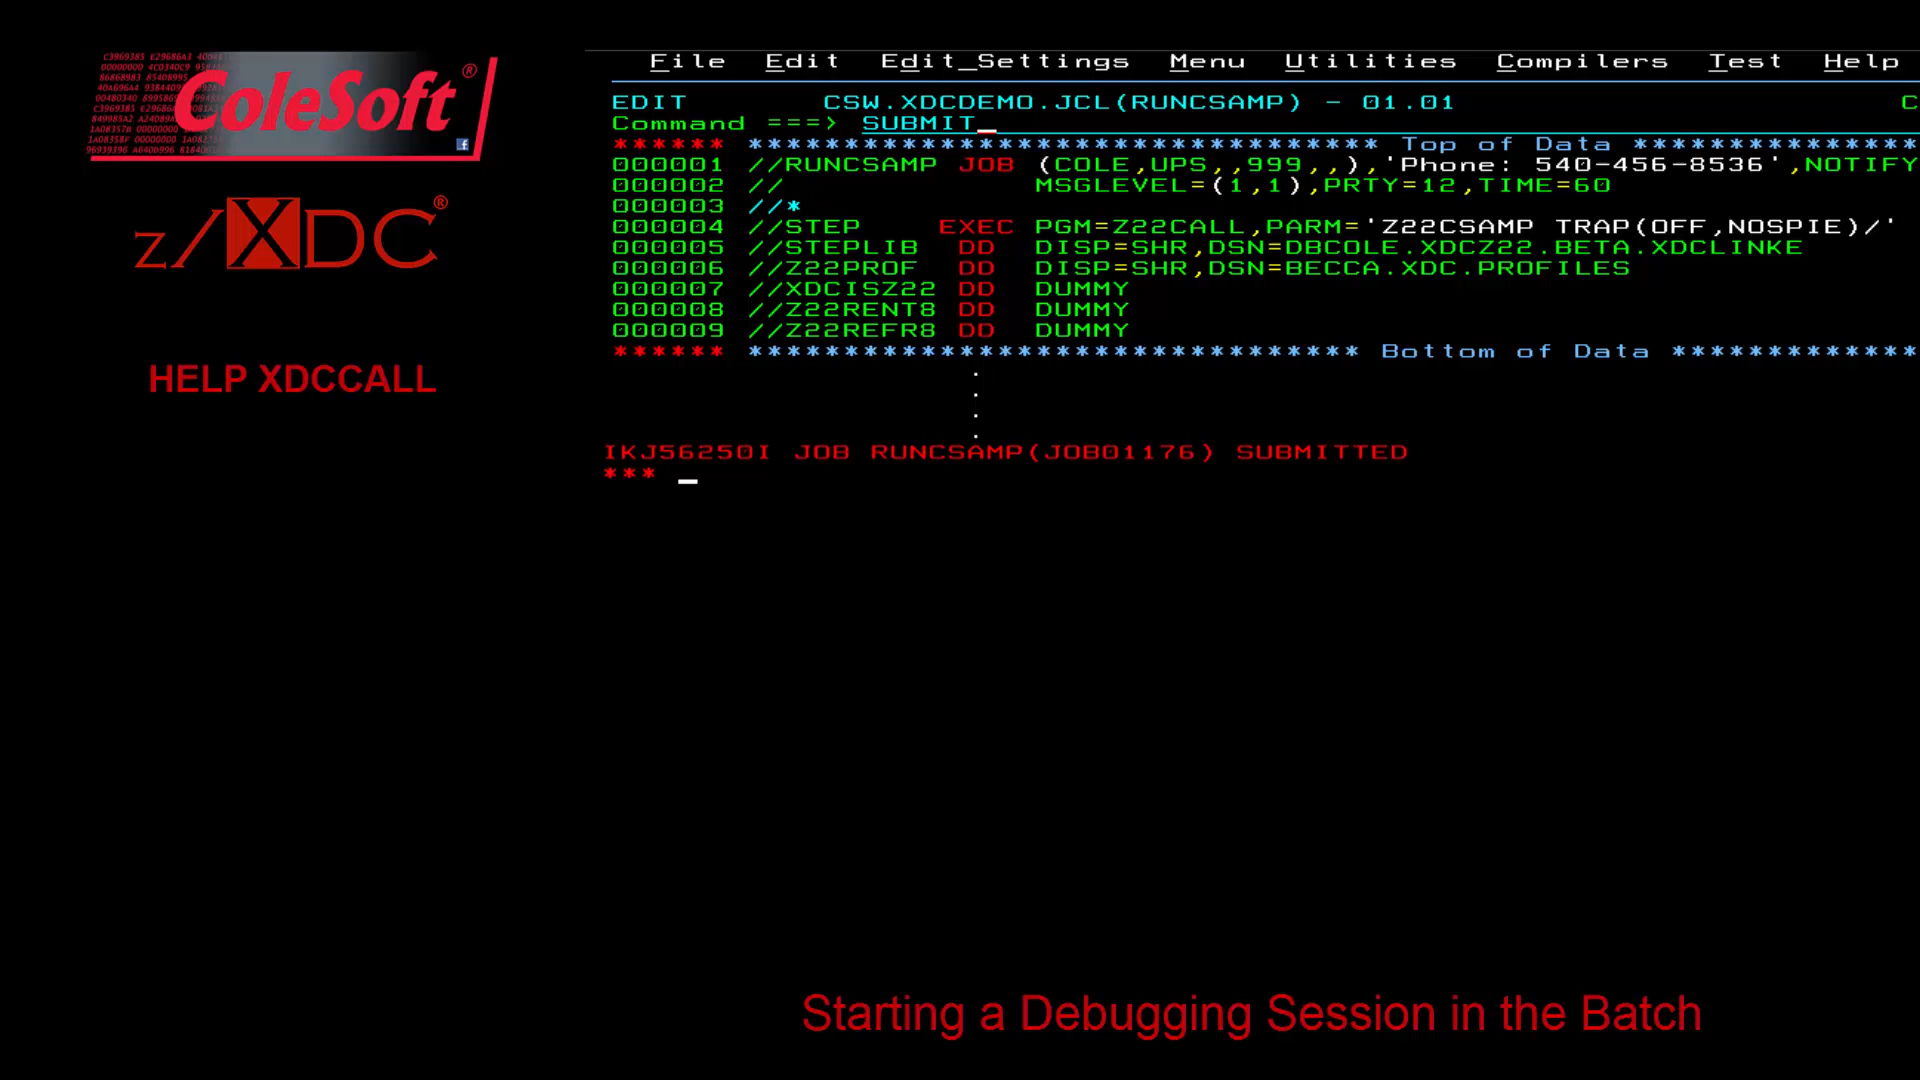 ColeSoft®
z/XDC®
HELP XDCCALL
File Edit Edit_Settings Menu Utilities Compilers Test Help
EDIT CSW.XDCDEMO.JCL(RUNCSAMP) - 01.01 C
Command ===> SUBMIT_
****** ********************************* Top of Data ***************
000001 //RUNCSAMP JOB (COLE,UPS,,999,,),'Phone: 540-456-8536',NOTIFY
000002 // MSGLEVEL=(1,1),PRTY=12,TIME=60
000003 //*
000004 //STEP EXEC PGM=Z22CALL,PARM='Z22CSAMP TRAP(OFF,NOSPIE)/'
000005 //STEPLIB DD DISP=SHR,DSN=DBCOLE.XDCZ22.BETA.XDCLINKE
000006 //Z22PROF DD DISP=SHR,DSN=BECCA.XDC.PROFILES
000007 //XDCISZ22 DD DUMMY
000008 //Z22RENT8 DD DUMMY
000009 //Z22REFR8 DD DUMMY
****** ******************************** Bottom of Data *************
.
.
.
.
IKJ56250I JOB RUNCSAMP(JOB01176) SUBMITTED
*** _
Starting a Debugging Session in the Batch